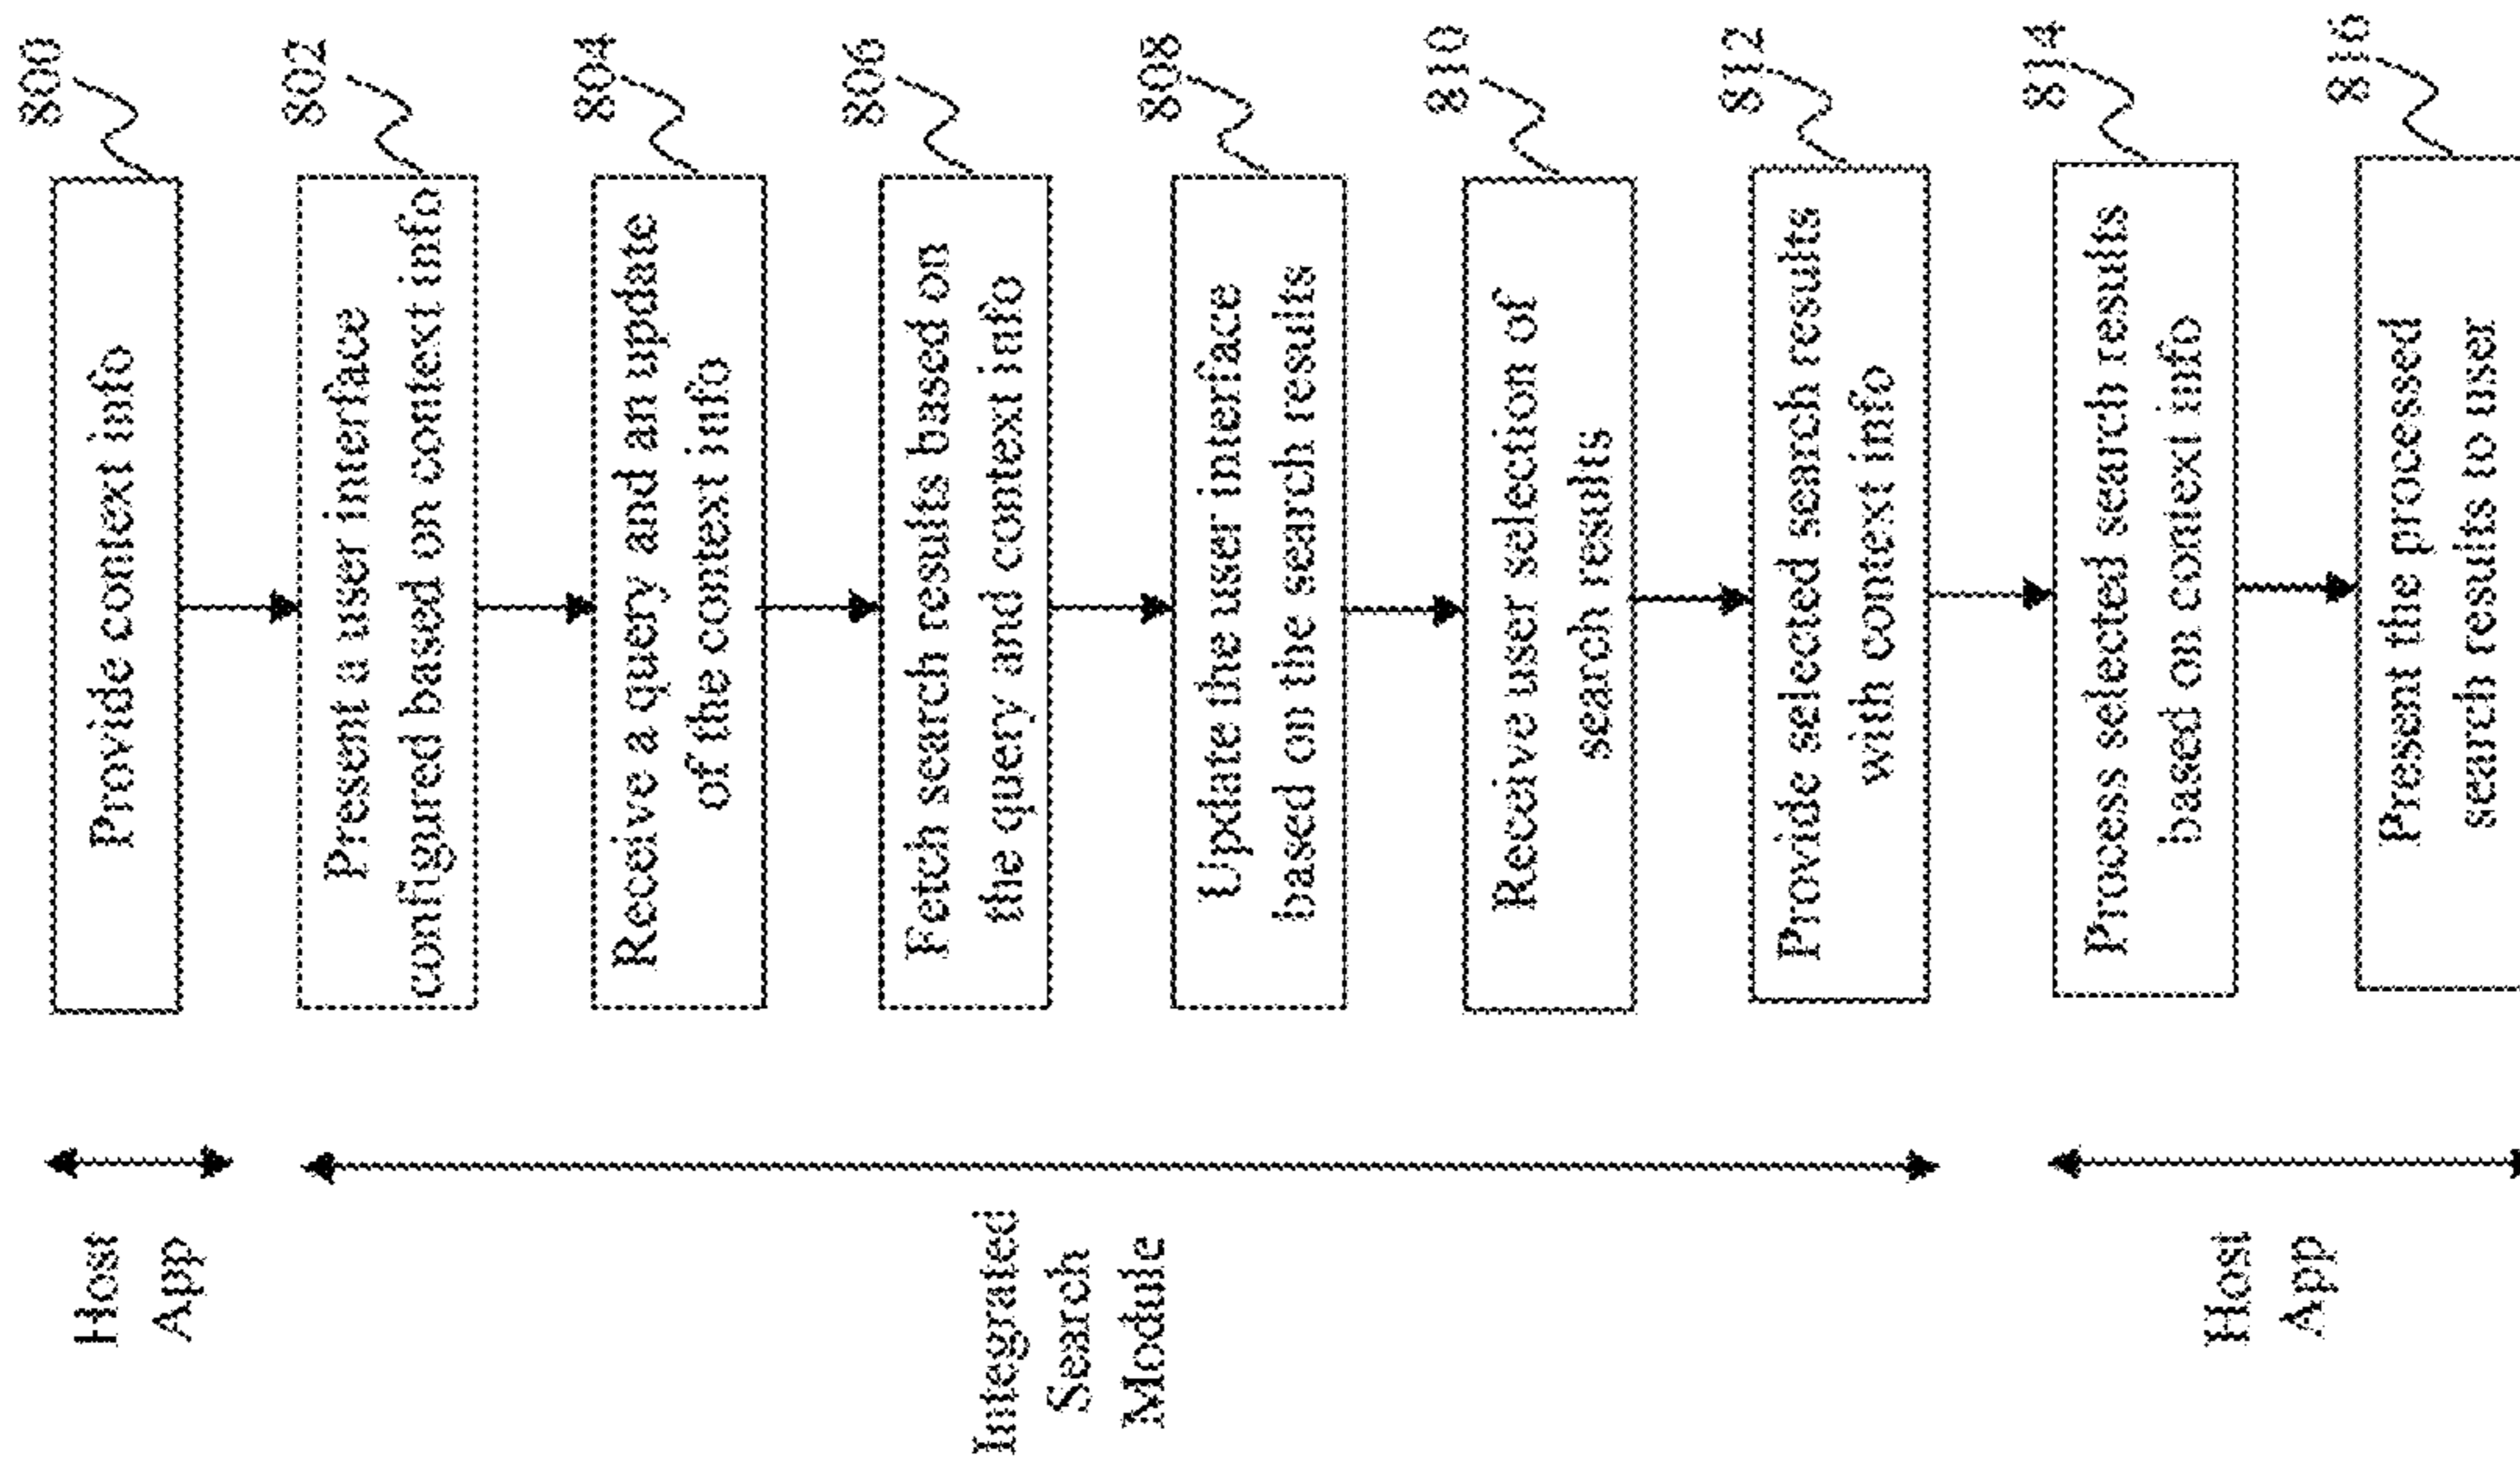 800
Provide context info
802
Present a user interface
configured based on context info
804
Receive a query and an update
of the context info
806
Fetch search results based on
the query and context info
808
Update the user interface
based on the search results
810
Receive user selection of
search results
812
Provide selected search results
with context info
814
Process selected search results
based on context info
816
Present the processed
search results to user
Host
App
Integrated
Search
Module
Host
App